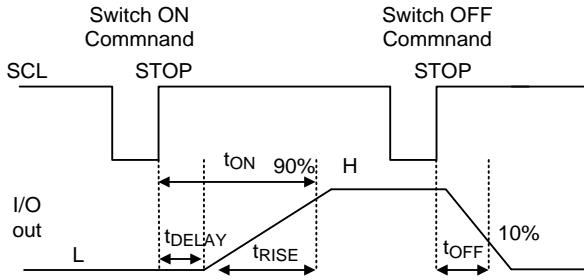 Switch ON
Commnand
Switch OFF
Commnand
SCL
STOP
STOP
tON
90%
H
I/O
out
L
tDELAY
tRISE
tOFF
10%